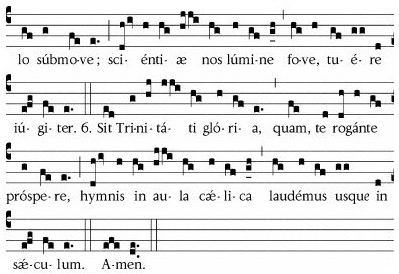 lo súbmo-ve; sci-énti-æ nos lúmi-ne fo-ve, tu-é-re
iú-gi-ter. 6. Sit Tri-ni-tá-ti gló-ri-a, quam, te rogánte
próspe-re, hymnis in au-la cǽ-li-ca laudémus usque in
sǽ-cu-lum. A-men.